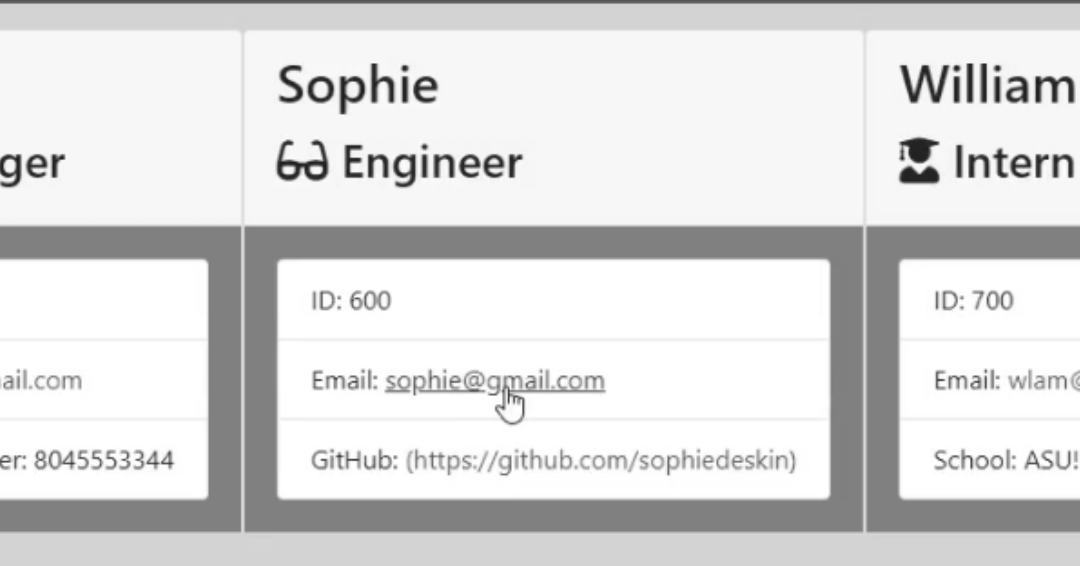 ger
ail.com
er: 8045553344
Sophie
Engineer
ID: 600
Email: sophie@gmail.com
GitHub: (https://github.com/sophiedeskin)
William
Intern
ID: 700
Email: wlam@
School: ASU!